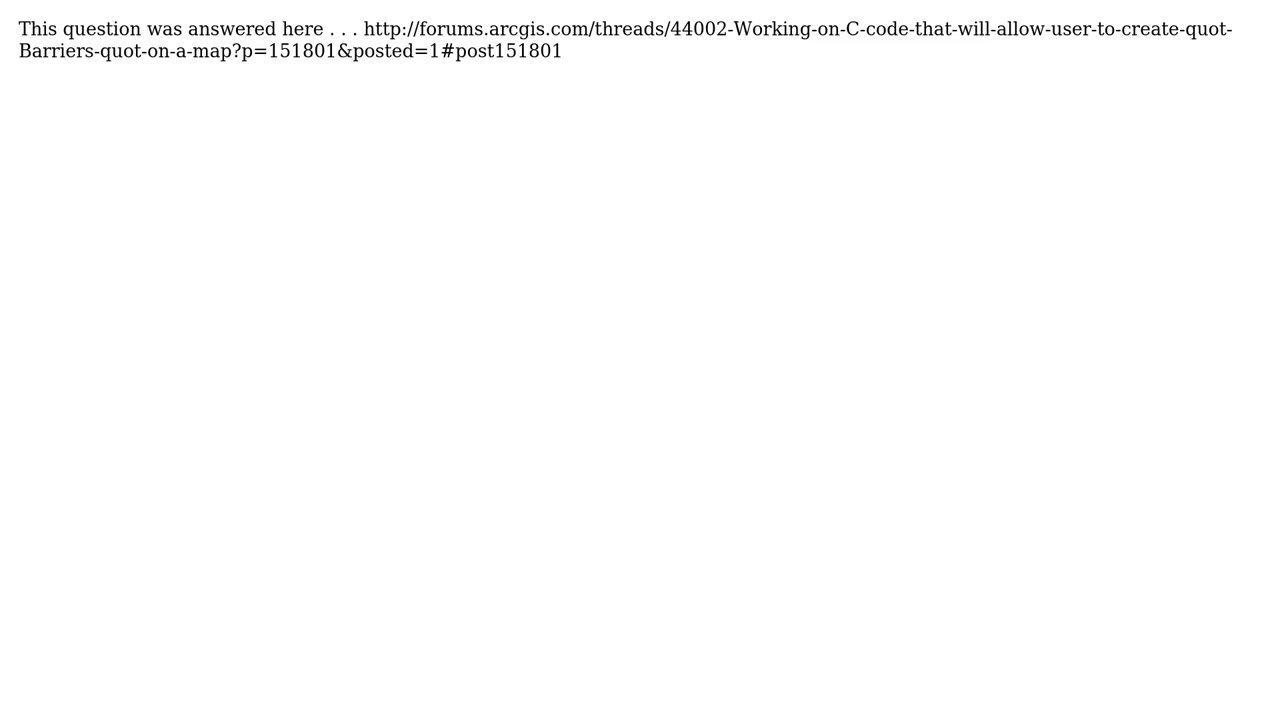 This question was answered here . . . http://forums.arcgis.com/threads/44002-Working-on-C-code-that-will-allow-user-to-create-quot-
Barriers-quot-on-a-map?p=151801&posted=1#post151801